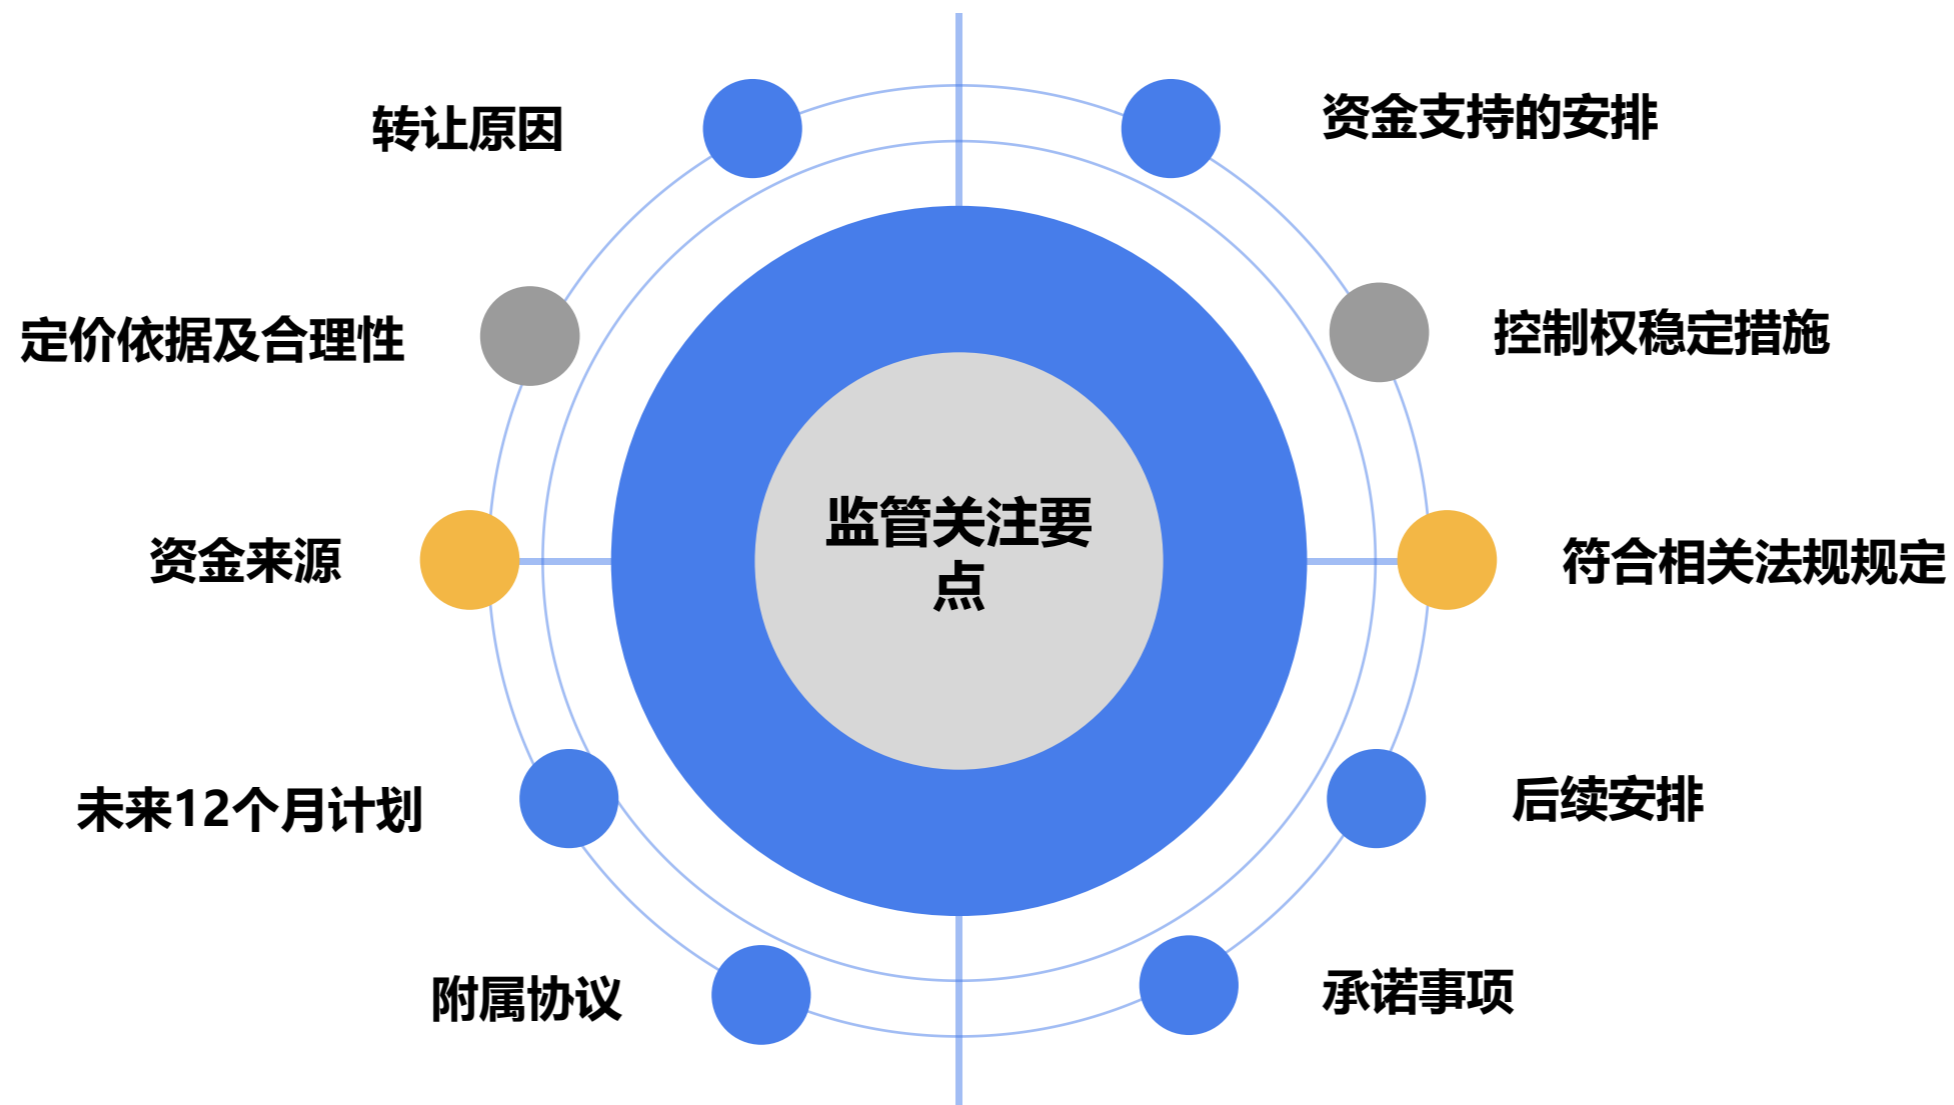 转让原因
定价依据及合理性
资金来源
未来12个月计划
附属协议
监管关注要
点
资金支持的安排
控制权稳定措施
符合相关法规规定
后续安排
承诺事项